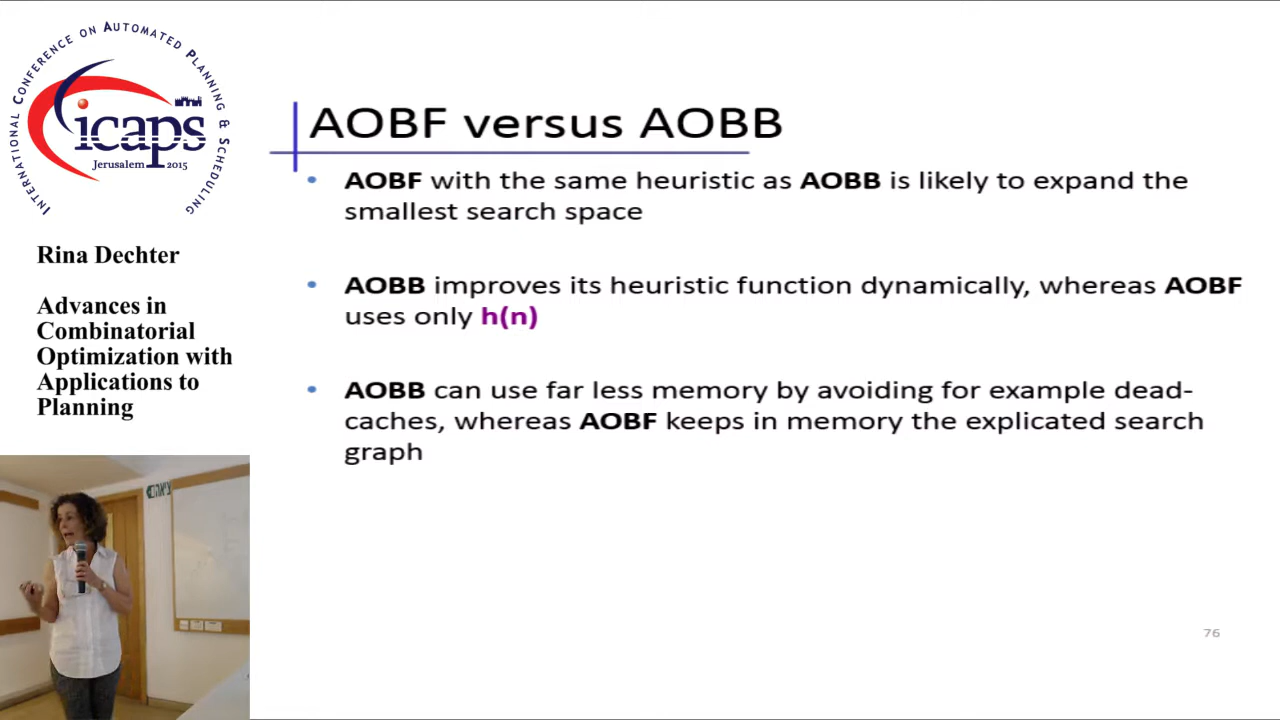 INTERNATIONAL CONFERENCE ON AUTOMATED PLANNING & SCHEDULING
icaps
Jerusalem 2015
Rina Dechter
Advances in
Combinatorial
Optimization with
Applications to
Planning
AOBF versus AOBB
• AOBF with the same heuristic as AOBB is likely to expand the
smallest search space
• AOBB improves its heuristic function dynamically, whereas AOBF
uses only h(n)
• AOBB can use far less memory by avoiding for example dead-
caches, whereas AOBF keeps in memory the explicated search
graph
76